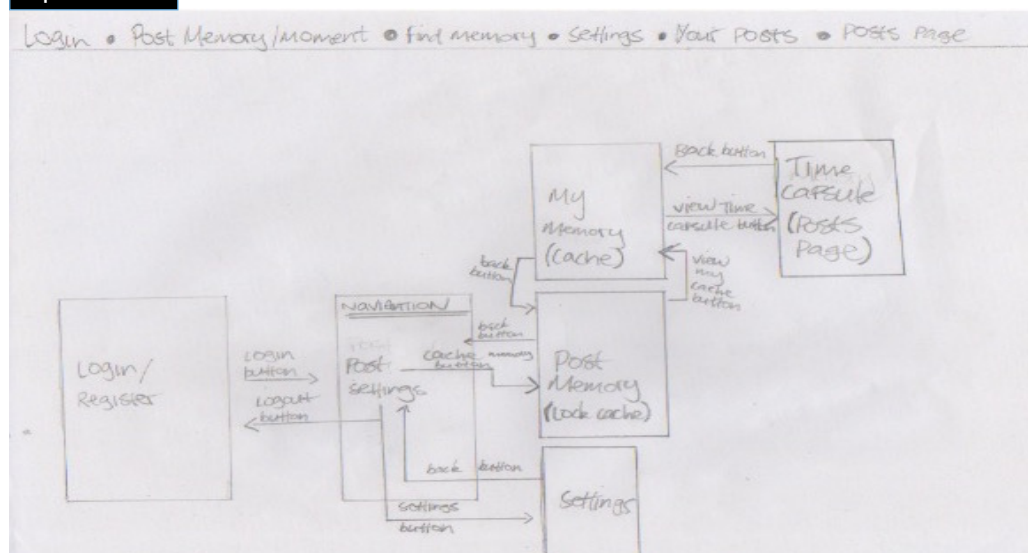 Login • Post Memory/Moment • find memory • settings • Your Posts • Posts Page
Back button
Time
capsule
(Posts
Page)
My
Memory
(Cache)
view Time
capsule button
back
button
view
my
cache
button
NAVIGATION
back
button
Login/
Register
Login
button
Logout
button
Post
settings
cache memory
button
Post
Memory
(Lock cache)
back button
settings
button
Settings